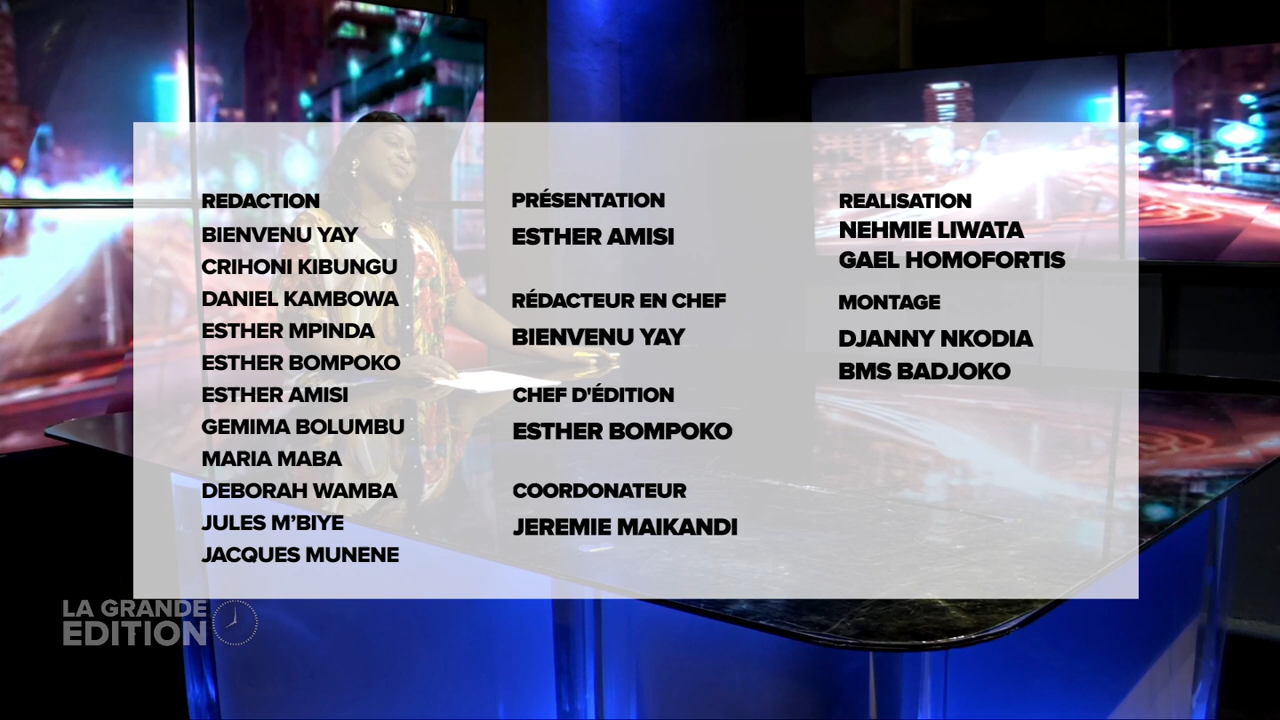 REDACTION
BIENVENU YAY
CRIHONI KIBUNGU
DANIEL KAMBOWA
ESTHER MPINDA
ESTHER BOMPOKO
ESTHER AMISI
GEMIMA BOLUMBU
MARIA MABA
DEBORAH WAMBA
JULES M’BIYE
JACQUES MUNENE
PRÉSENTATION
ESTHER AMISI
RÉDACTEUR EN CHEF
BIENVENU YAY
CHEF D'ÉDITION
ESTHER BOMPOKO
COORDONATEUR
JEREMIE MAIKANDI
REALISATION
NEHMIE LIWATA
GAEL HOMOFORTIS
MONTAGE
DJANNY NKODIA
BMS BADJOKO
LA GRANDE
EDITION